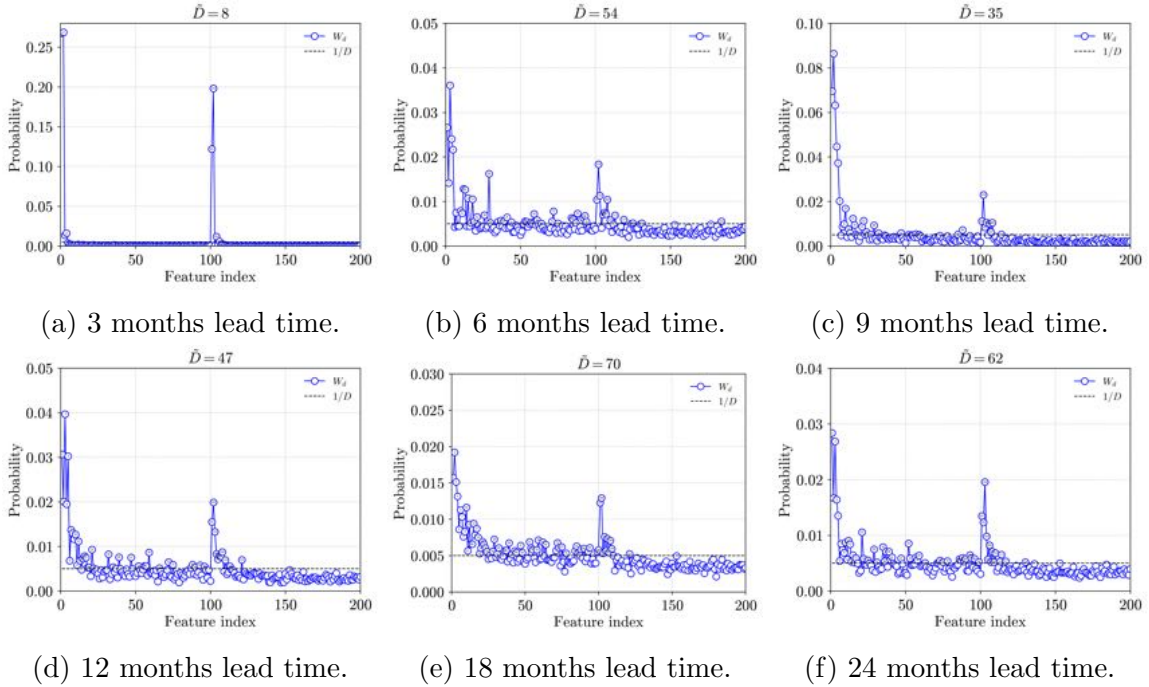 D̃ = 8
0.25
0.20
0.15
0.10
0.05
0.00
Probability
W_d
1/D
0 50 100 150 200
Feature index
(a) 3 months lead time.
D̃ = 54
0.05
0.04
0.03
0.02
0.01
0.00
Probability
W_d
1/D
0 50 100 150 200
Feature index
(b) 6 months lead time.
D̃ = 35
0.10
0.08
0.06
0.04
0.02
0.00
Probability
W_d
1/D
0 50 100 150 200
Feature index
(c) 9 months lead time.
D̃ = 47
0.05
0.04
0.03
0.02
0.01
0.00
Probability
W_d
1/D
0 50 100 150 200
Feature index
(d) 12 months lead time.
D̃ = 70
0.030
0.025
0.020
0.015
0.010
0.005
0.000
Probability
W_d
1/D
0 50 100 150 200
Feature index
(e) 18 months lead time.
D̃ = 62
0.04
0.03
0.02
0.01
0.00
Probability
W_d
1/D
0 50 100 150 200
Feature index
(f) 24 months lead time.